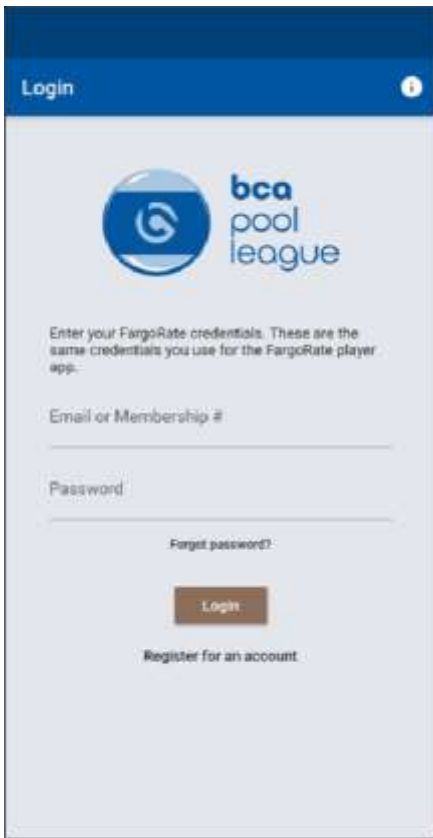 Login
bca
pool
league
Enter your FargoRate credentials. These are the
same credentials you use for the FargoRate player
app.
Email or Membership #
Password
Forgot password?
Login
Register for an account